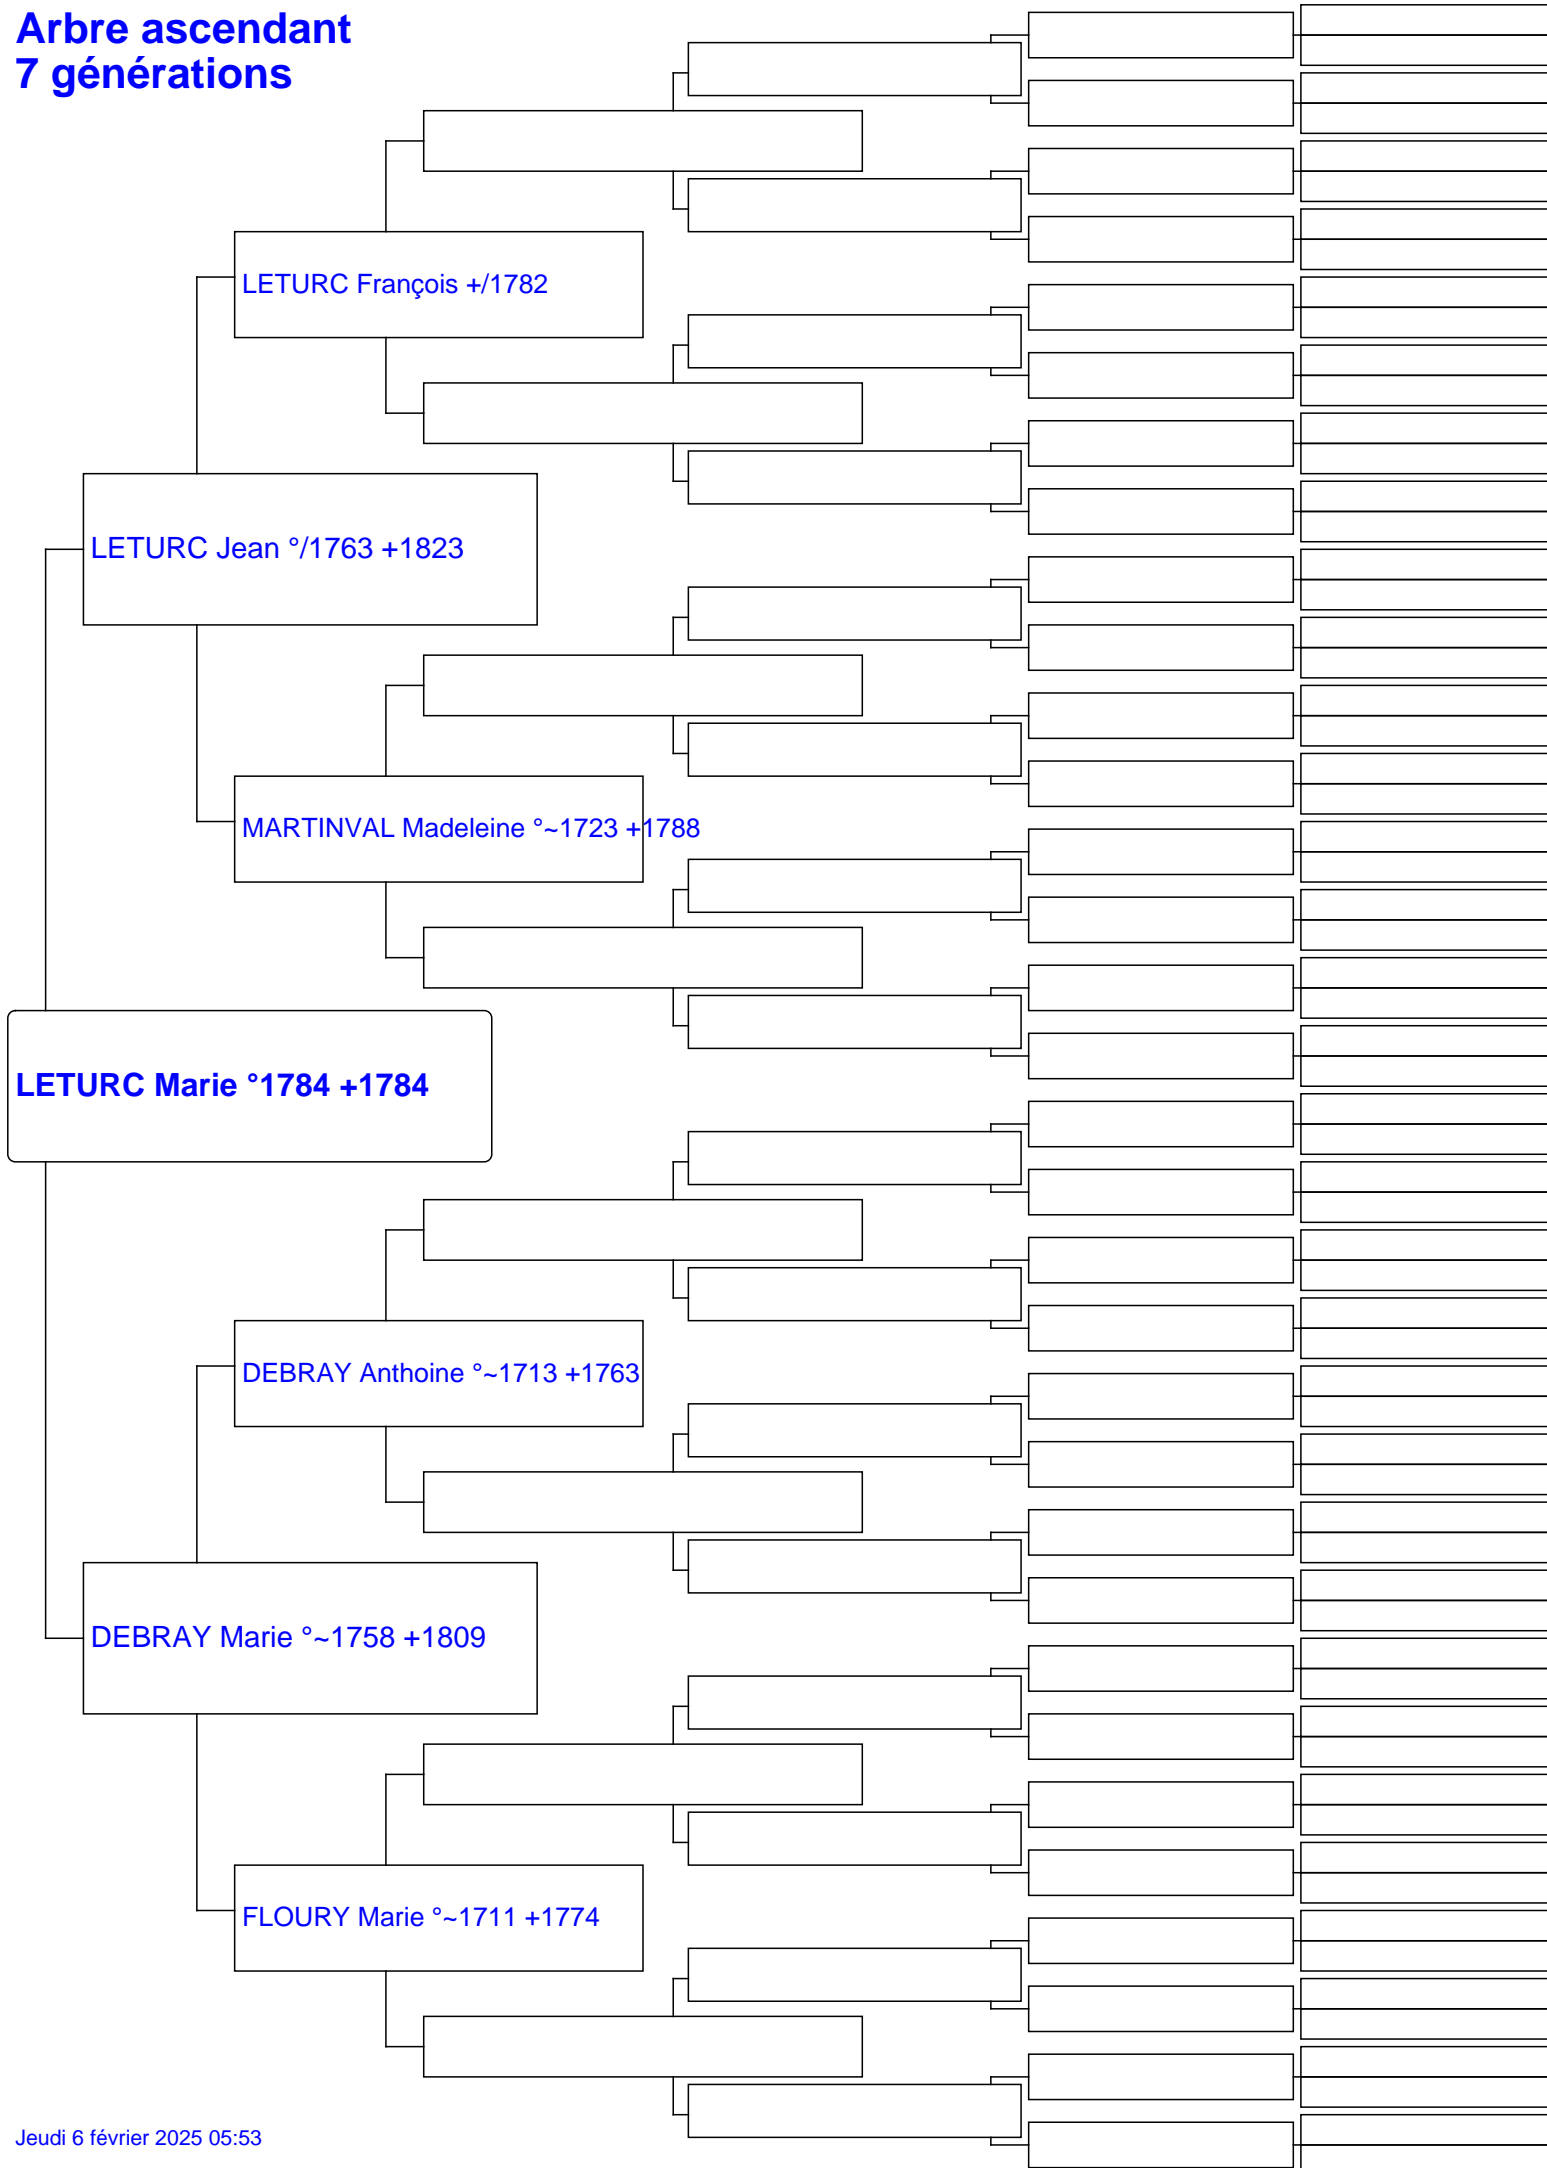 Arbre ascendant
7 générations
LETURC François +/1782
LETURC Jean °/1763 +1823
MARTINVAL Madeleine °~1723 +1788
LETURC Marie °1784 +1784
DEBRAY Anthoine °~1713 +1763
DEBRAY Marie °~1758 +1809
FLOURY Marie °~1711 +1774
Jeudi 6 février 2025 05:53